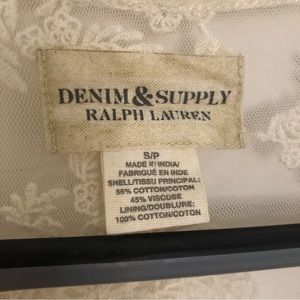 DENIM & SUPPLY
RALPH LAUREN
S/P
MADE IN INDIA/
FABRIQUÉ EN INDE
SHELL/TISSU PRINCIPAL:
55% COTTON/COTON
45% VISCOSE
LINING/DOUBLURE:
100% COTTON/COTON